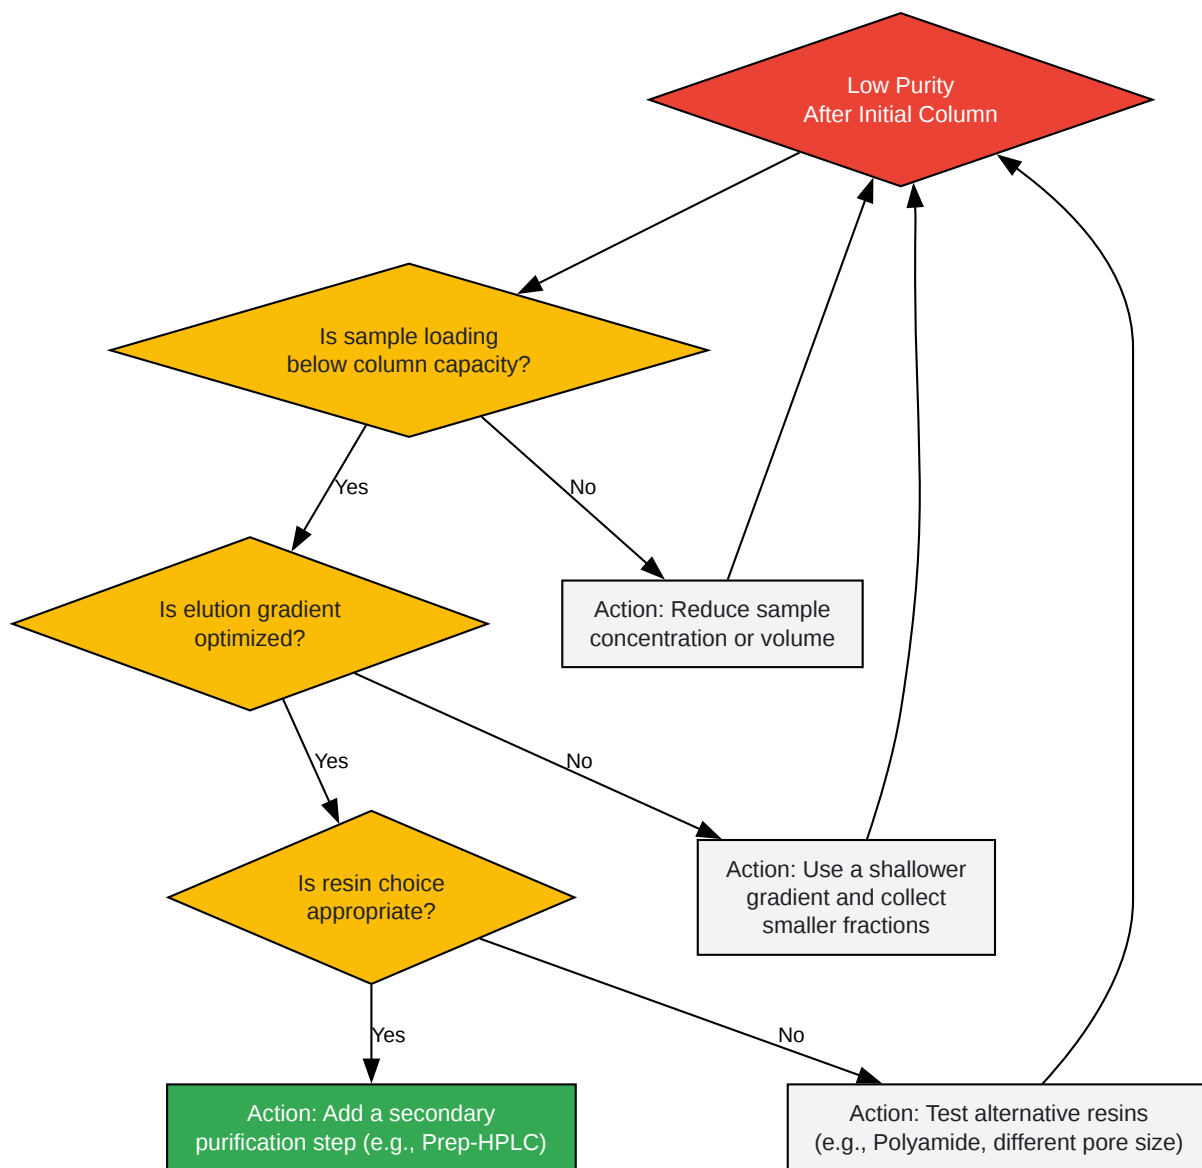 Low Purity
After Initial Column
Is sample loading
below column capacity?
Yes
No
Is elution gradient
optimized?
Action: Reduce sample
concentration or volume
Yes
No
Is resin choice
appropriate?
Action: Use a shallower
gradient and collect
smaller fractions
Yes
No
Action: Add a secondary
purification step (e.g., Prep-HPLC)
Action: Test alternative resins
(e.g., Polyamide, different pore size)